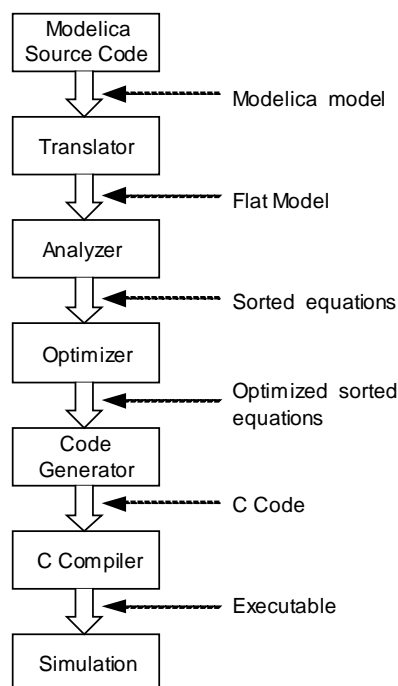 Modelica
Source Code
Modelica model
Translator
Flat Model
Analyzer
Sorted equations
Optimizer
Optimized sorted
equations
Code
Generator
C Code
C Compiler
Executable
Simulation